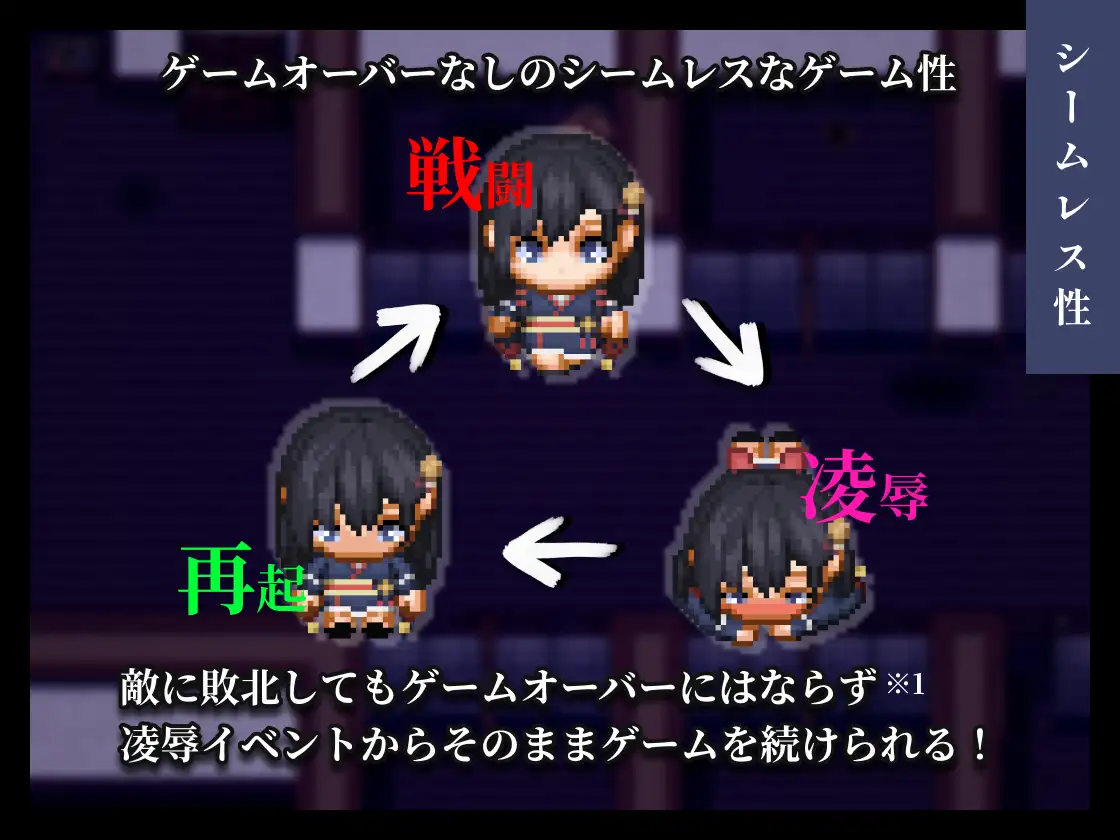 シームレス性
ゲームオーバーなしのシームレスなゲーム性
戦闘
凌辱
再起
敵に敗北してもゲームオーバーにはならず※1
凌辱イベントからそのままゲームを続けられる！